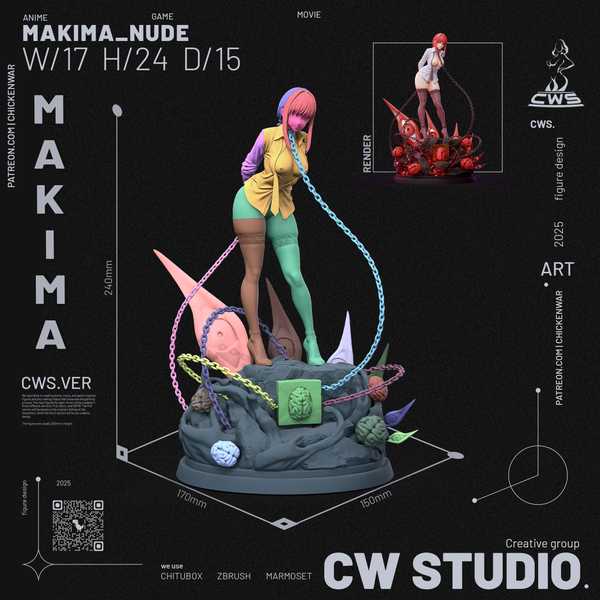 ANIME
GAME
MOVIE
MAKIMA_NUDE
W/17 H/24 D/15
PATREON.COM | CHICKENWAR
MAKIMA
RENDER
CWS
CWS.
figure design
2025
ART
PATREON.COM | CHICKENWAR
240mm
CWS.VER
170mm
150mm
figure design
2025
we use
CHITUBOX ZBRUSH MARMOSET
Creative group
CW STUDIO.